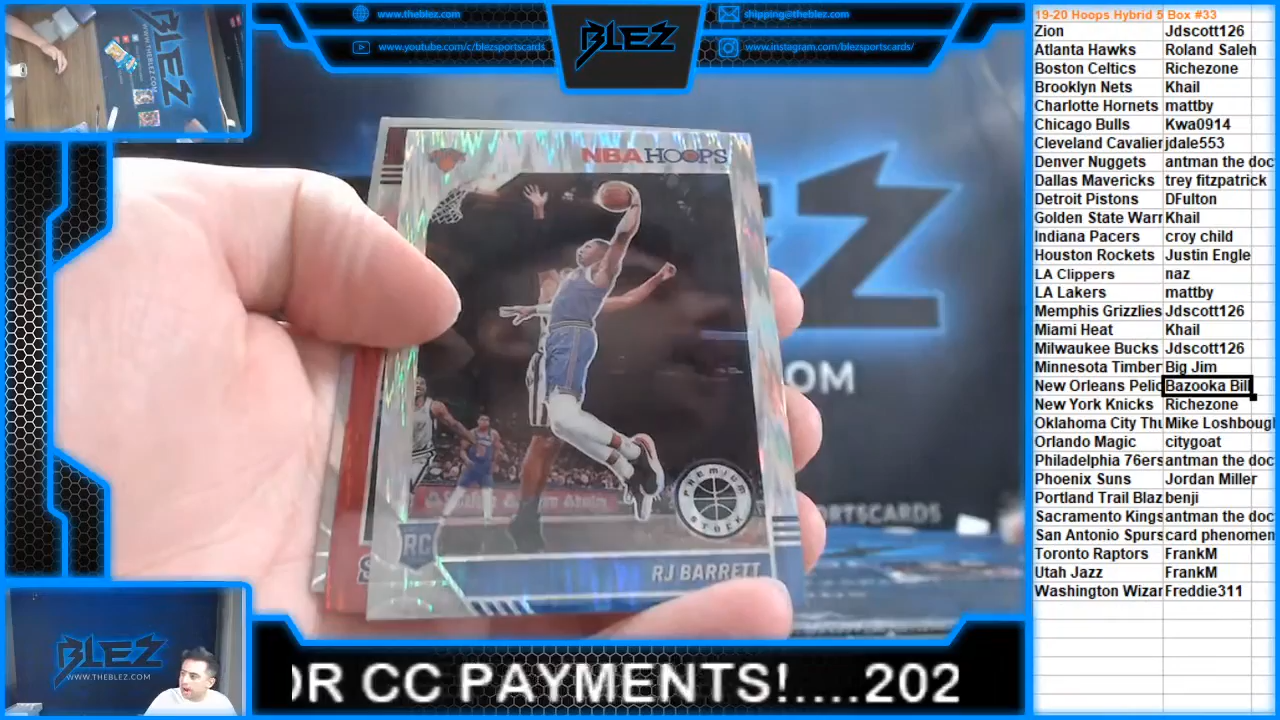 www.theblez.com
www.youtube.com/c/blezsportscards
BLEZ
shipping@theblez.com
www.instagram.com/blezsportscards/
THEBLEZ.COM
NBA HOOPS
PREMIUM STOCK
RC
RJ BARRETT
.COM
SPORTSCARDS
BLEZ
WWW.THEBLEZ.COM
OR CC PAYMENTS!....202
19-20 Hoops Hybrid 5 Box #33
Zion Jdscott126
Atlanta Hawks Roland Saleh
Boston Celtics Richezone
Brooklyn Nets Khail
Charlotte Hornets mattby
Chicago Bulls Kwa0914
Cleveland Cavalier jdale553
Denver Nuggets antman the doc
Dallas Mavericks trey fitzpatrick
Detroit Pistons DFulton
Golden State Warr Khail
Indiana Pacers croy child
Houston Rockets Justin Engle
LA Clippers naz
LA Lakers mattby
Memphis Grizzlies Jdscott126
Miami Heat Khail
Milwaukee Bucks Jdscott126
Minnesota Timber Big Jim
New Orleans Pelic Bazooka Bill
New York Knicks Richezone
Oklahoma City Thu Mike Loshboug
Orlando Magic citygoat
Philadelphia 76ers antman the doc
Phoenix Suns Jordan Miller
Portland Trail Blaz benji
Sacramento Kings antman the doc
San Antonio Spurs card phenomen
Toronto Raptors FrankM
Utah Jazz FrankM
Washington Wizar Freddie311